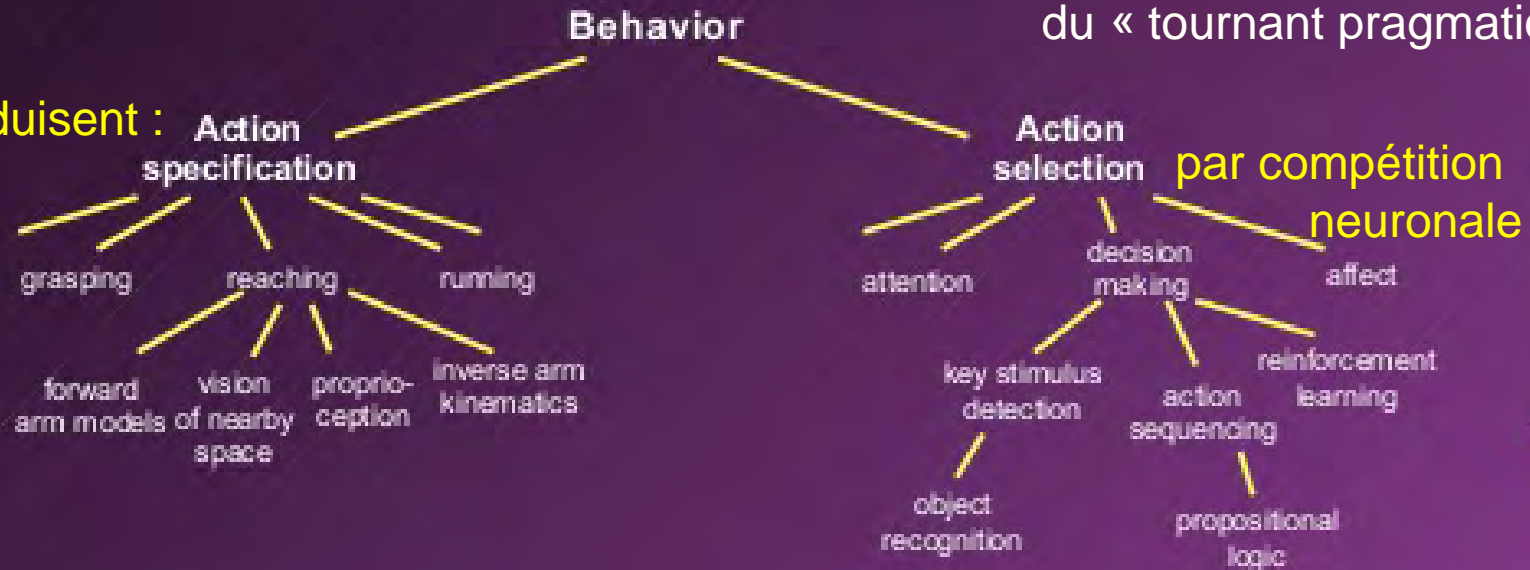 du « tournant pragmatiq
Behavior
duisent :
Action
specification
Action
selection
par compétition
neuronale
grasping
reaching
running
attention
decision
making
affect
forward
arm models
vision
of nearby
space
proprio-
ception
inverse arm
kinematics
key stimulus
detection
action
sequencing
reinforcement
learning
object
recognition
propositional
logic